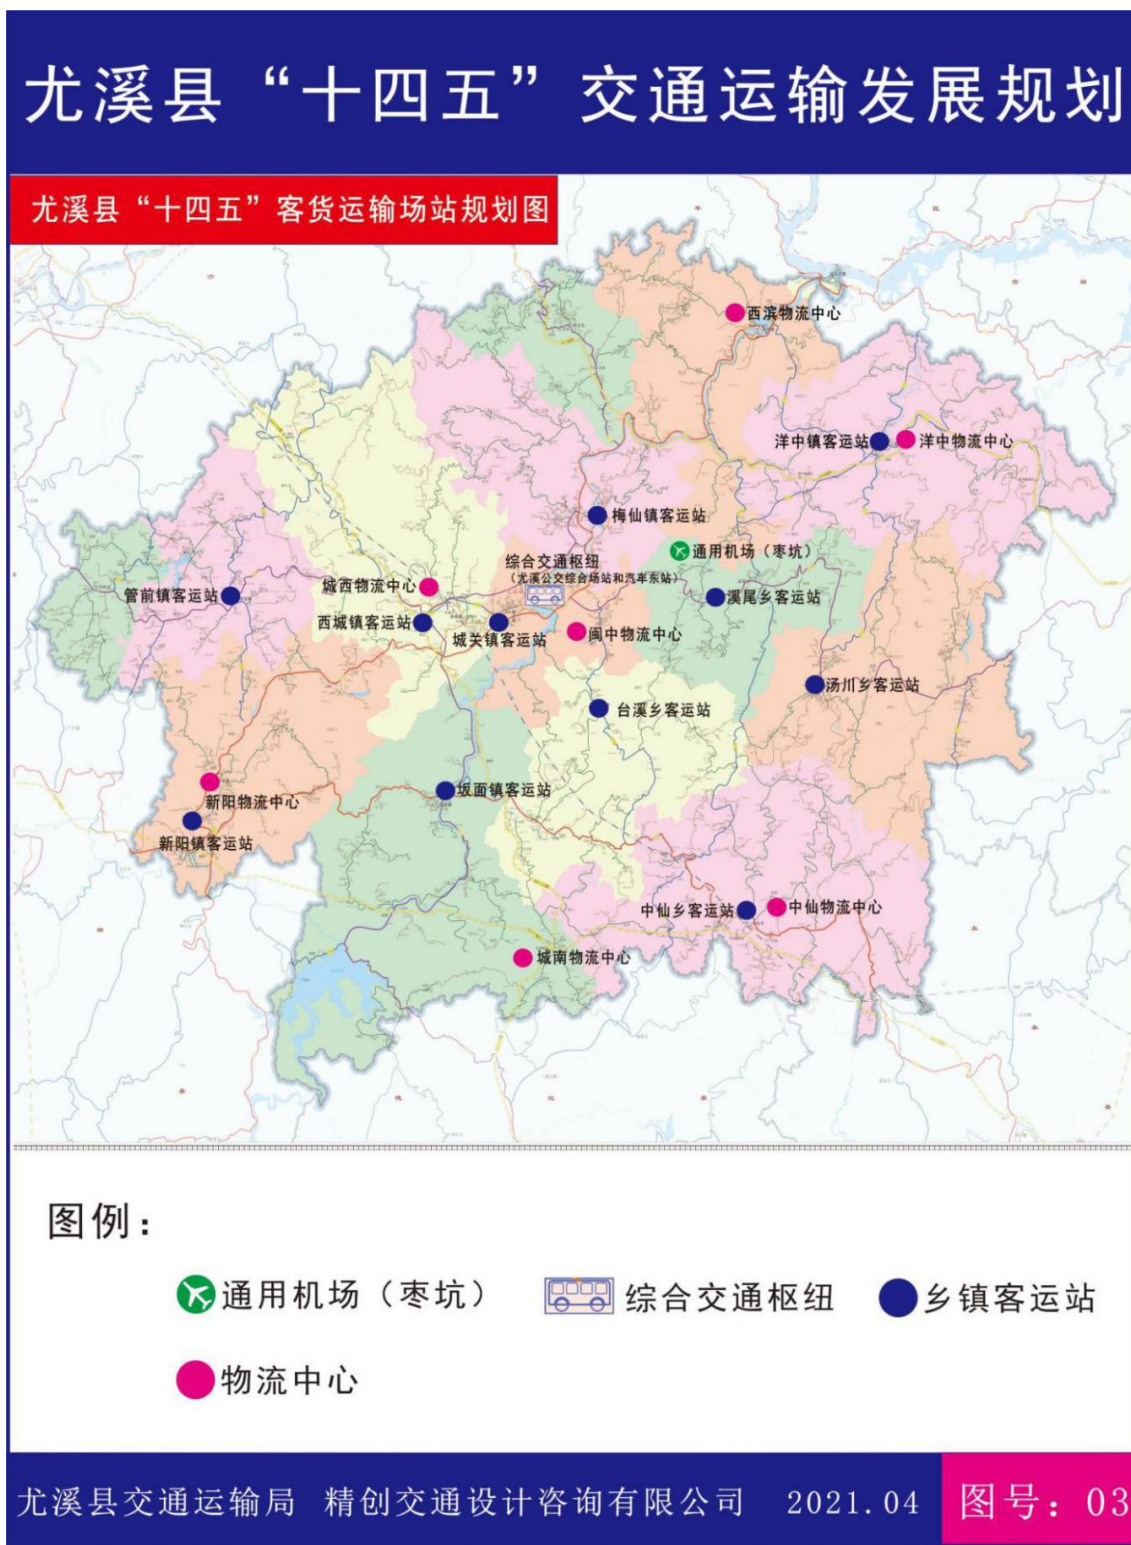 尤溪县“十四五”交通运输发展规划
尤溪县“十四五”客货运输场站规划图
西滨物流中心
洋中镇客运站
洋中物流中心
梅仙镇客运站
通用机场（枣坑）
综合交通枢纽
（尤溪公交综合场站和汽车东站）
城西物流中心
管前镇客运站
溪尾乡客运站
西城镇客运站
城关镇客运站
闽中物流中心
汤川乡客运站
台溪乡客运站
坂面镇客运站
新阳物流中心
新阳镇客运站
中仙乡客运站
中仙物流中心
城南物流中心
图例：
通用机场（枣坑）
综合交通枢纽
乡镇客运站
物流中心
尤溪县交通运输局 精创交通设计咨询有限公司 2021.04
图号：03